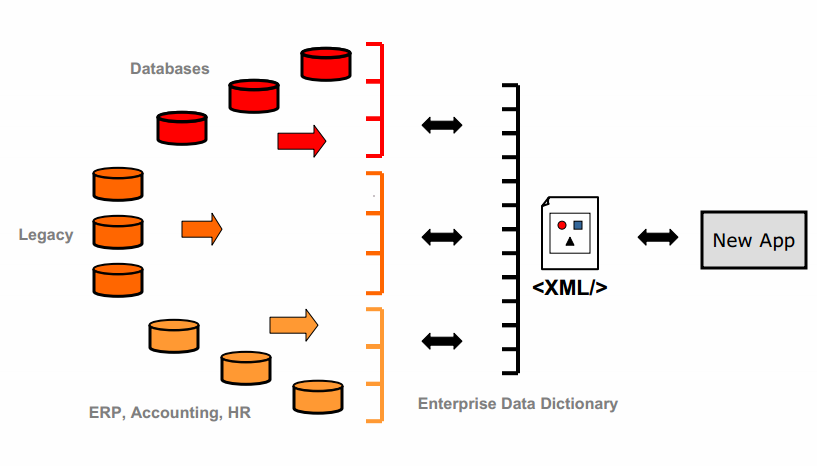 Databases
Legacy
New App
<XML/>
ERP, Accounting, HR
Enterprise Data Dictionary